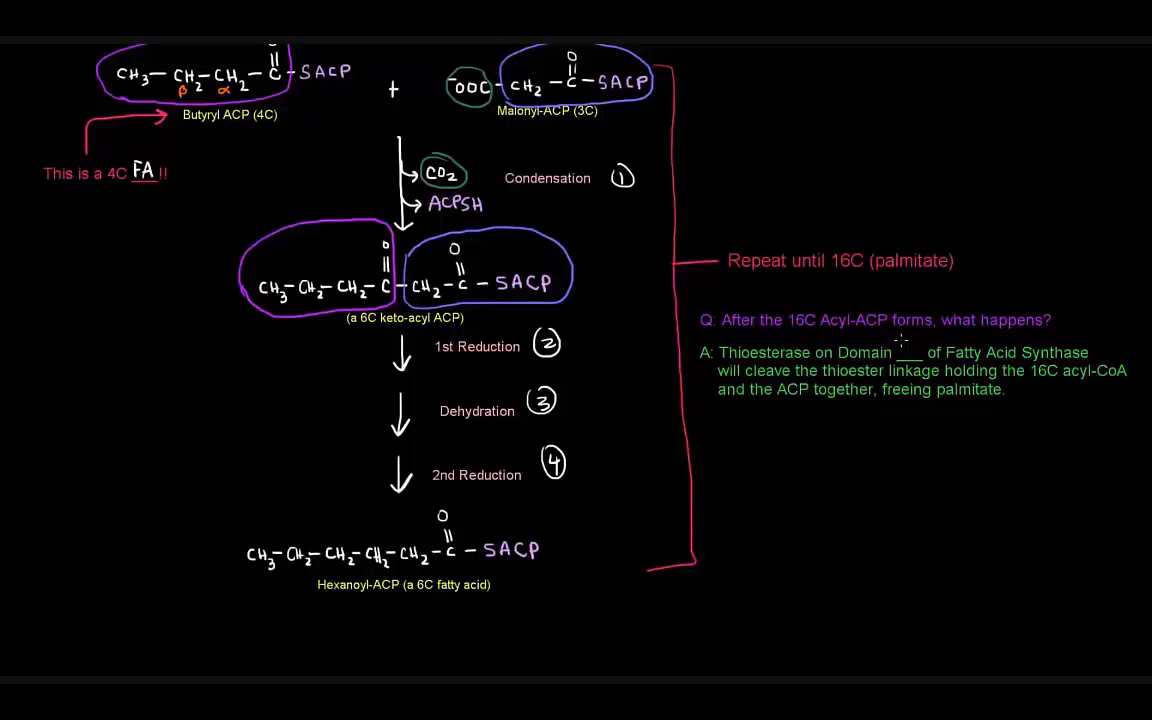 O
CH₃—CH₂—CH₂—C-SACP
β α
Butyryl ACP (4C)
+
O
⁻OOC-CH₂—C-SACP
Malonyl-ACP (3C)
This is a 4C FA !!
CO₂
ACPSH
Condensation 1
O O
CH₃-CH₂-CH₂-C-CH₂-C-SACP
(a 6C keto-acyl ACP)
1st Reduction 2
Dehydration 3
2nd Reduction 4
O
CH₃-CH₂-CH₂-CH₂-CH₂-C-SACP
Hexanoyl-ACP (a 6C fatty acid)
Repeat until 16C (palmitate)
Q: After the 16C Acyl-ACP forms, what happens?
A: Thioesterase on Domain ___ of Fatty Acid Synthase
will cleave the thioester linkage holding the 16C acyl-CoA
and the ACP together, freeing palmitate.